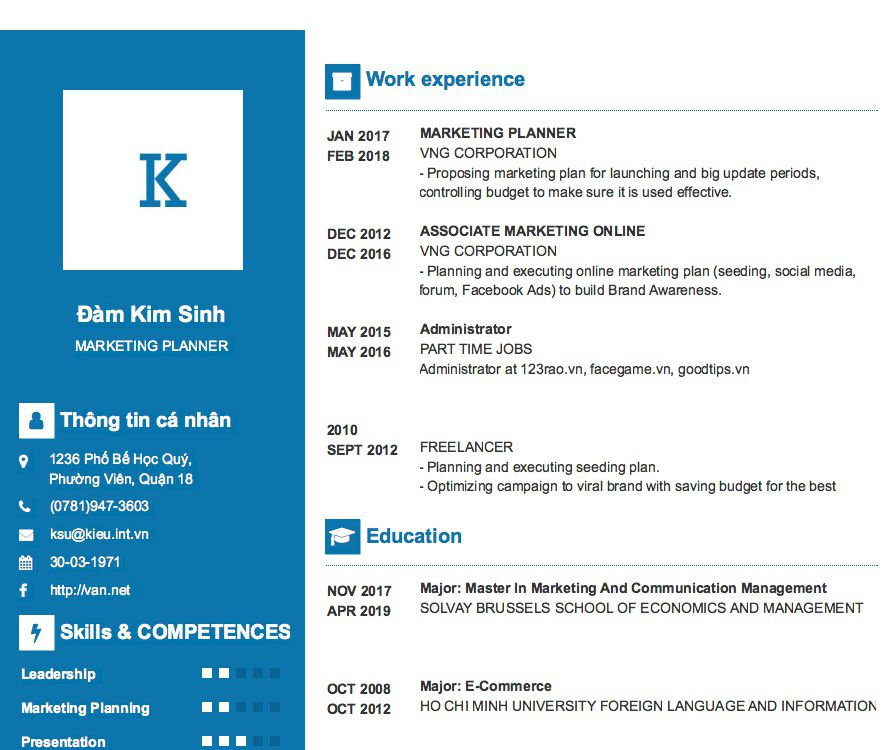 K
Đàm Kim Sinh
MARKETING PLANNER
Thông tin cá nhân
1236 Phố Bế Học Quý,
Phường Viên, Quận 18
(0781)947-3603
ksu@kieu.int.vn
30-03-1971
http://van.net
Skills & COMPETENCES
Leadership
Marketing Planning
Presentation
Work experience
JAN 2017
FEB 2018
MARKETING PLANNER
VNG CORPORATION
- Proposing marketing plan for launching and big update periods,
controlling budget to make sure it is used effective.
DEC 2012
DEC 2016
ASSOCIATE MARKETING ONLINE
VNG CORPORATION
- Planning and executing online marketing plan (seeding, social media,
forum, Facebook Ads) to build Brand Awareness.
MAY 2015
MAY 2016
Administrator
PART TIME JOBS
Administrator at 123rao.vn, facegame.vn, goodtips.vn
2010
SEPT 2012
FREELANCER
- Planning and executing seeding plan.
- Optimizing campaign to viral brand with saving budget for the best
Education
NOV 2017
APR 2019
Major: Master In Marketing And Communication Management
SOLVAY BRUSSELS SCHOOL OF ECONOMICS AND MANAGEMENT
OCT 2008
OCT 2012
Major: E-Commerce
HO CHI MINH UNIVERSITY FOREIGN LANGUAGE AND INFORMATION